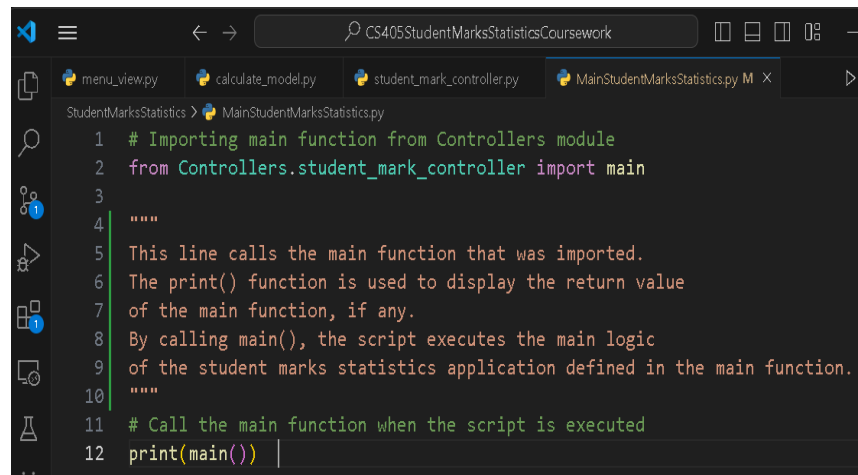 CS405StudentMarksStatisticsCoursework
menu_view.py calculate_model.py student_mark_controller.py MainStudentMarksStatistics.py M
StudentMarksStatistics > MainStudentMarksStatistics.py
1 # Importing main function from Controllers module
2 from Controllers.student_mark_controller import main
3
4 """
5 This line calls the main function that was imported.
6 The print() function is used to display the return value
7 of the main function, if any.
8 By calling main(), the script executes the main logic
9 of the student marks statistics application defined in the main function.
10 """
11 # Call the main function when the script is executed
12 print(main())
1
1